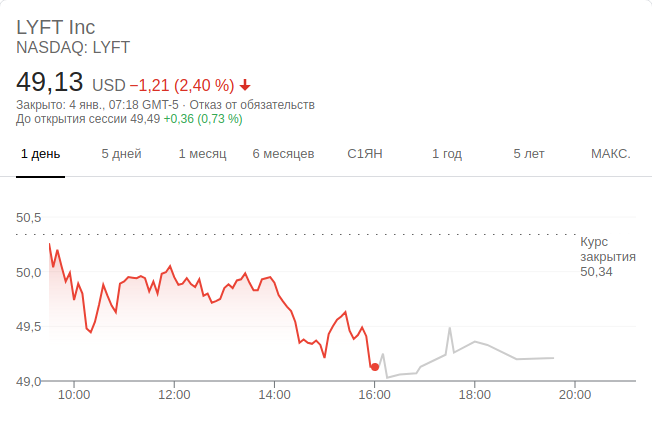 LYFT Inc
NASDAQ: LYFT
49,13 USD −1,21 (2,40 %)
Закрыто: 4 янв., 07:18 GMT-5 · Отказ от обязательств
До открытия сессии 49,49 +0,36 (0,73 %)
1 день 5 дней 1 месяц 6 месяцев С1ЯН 1 год 5 лет МАКС.
50,5
Курс
закрытия
50,34
50,0
49,5
49,0
10:00 12:00 14:00 16:00 18:00 20:00